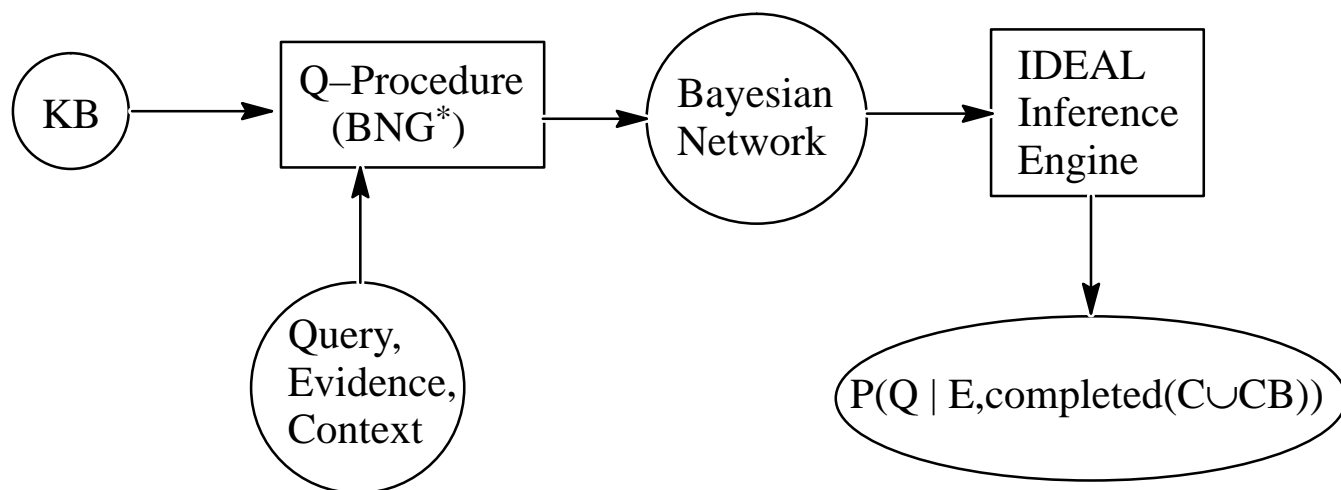 KB
Q–Procedure
(BNG*)
Bayesian
Network
IDEAL
Inference
Engine
Query,
Evidence,
Context
P(Q | E,completed(C∪CB))